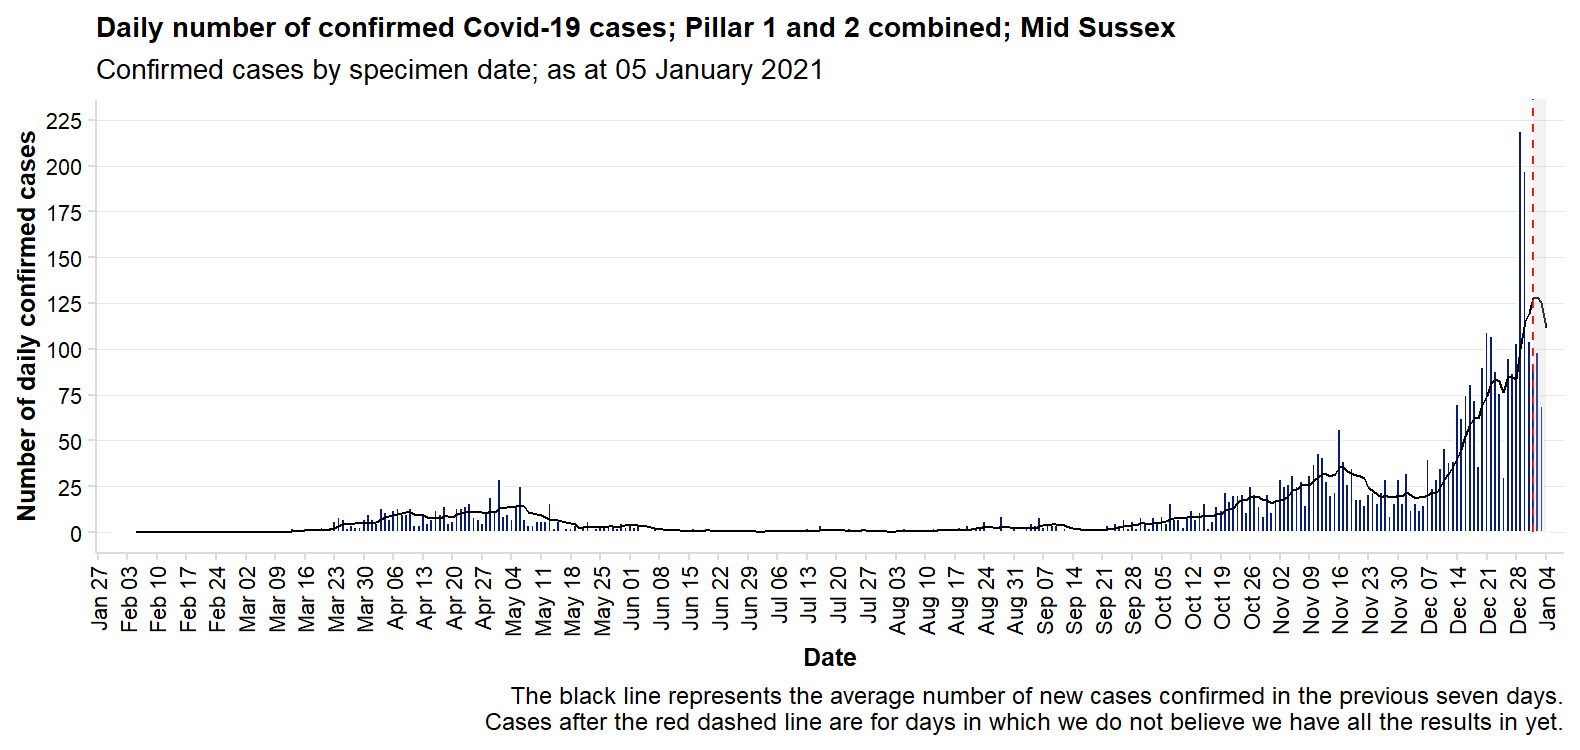 Daily number of confirmed Covid-19 cases; Pillar 1 and 2 combined; Mid Sussex
Confirmed cases by specimen date; as at 05 January 2021
Number of daily confirmed cases
225
200
175
150
125
100
75
50
25
0
Jan 27
Feb 03
Feb 10
Feb 17
Feb 24
Mar 02
Mar 09
Mar 16
Mar 23
Mar 30
Apr 06
Apr 13
Apr 20
Apr 27
May 04
May 11
May 18
May 25
Jun 01
Jun 08
Jun 15
Jun 22
Jun 29
Jul 06
Jul 13
Jul 20
Jul 27
Aug 03
Aug 10
Aug 17
Aug 24
Aug 31
Sep 07
Sep 14
Sep 21
Sep 28
Oct 05
Oct 12
Oct 19
Oct 26
Nov 02
Nov 09
Nov 16
Nov 23
Nov 30
Dec 07
Dec 14
Dec 21
Dec 28
Jan 04
Date
The black line represents the average number of new cases confirmed in the previous seven days.
Cases after the red dashed line are for days in which we do not believe we have all the results in yet.